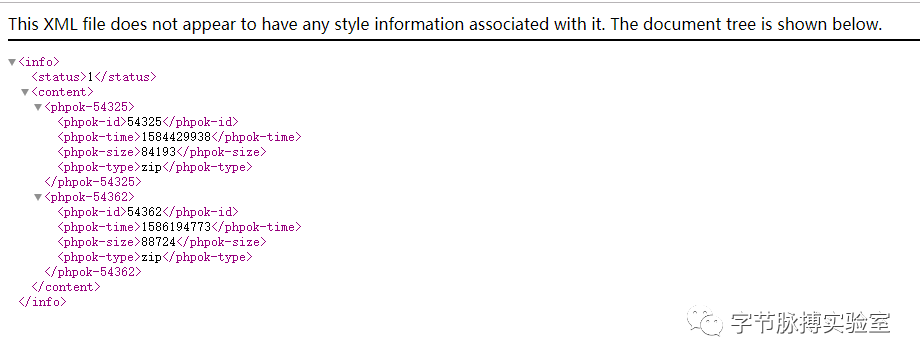 This XML file does not appear to have any style information associated with it. The document tree is shown below.
<info>
<status>1</status>
<content>
<phpok-54325>
<phpok-id>54325</phpok-id>
<phpok-time>1584429938</phpok-time>
<phpok-size>84193</phpok-size>
<phpok-type>zip</phpok-type>
</phpok-54325>
<phpok-54362>
<phpok-id>54362</phpok-id>
<phpok-time>1586194773</phpok-time>
<phpok-size>88724</phpok-size>
<phpok-type>zip</phpok-type>
</phpok-54362>
</content>
</info>
字节脉搏实验室